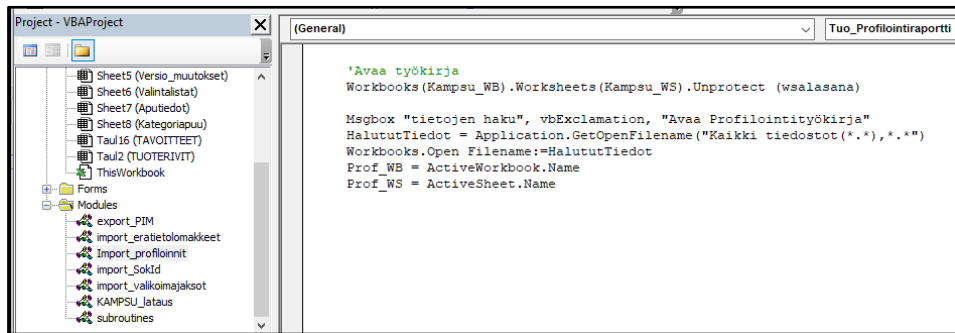 Project - VBAProject
Sheet5 (Versio_muutokset)
Sheet6 (Valintalistat)
Sheet7 (Aputiedot)
Sheet8 (Kategoriapuu)
Taul16 (TAVOITTEET)
Taul2 (TUOTERIVIT)
ThisWorkbook
Forms
Modules
export_PIM
import_eratietolomakkeet
Import_profiloinnit
import_SokId
import_valikoimajaksot
KAMPSU_lataus
subroutines
(General)
Tuo_Profilointiraportti
'Avaa työkirja
Workbooks(Kampsu_WB).Worksheets(Kampsu_WS).Unprotect (wsalasana)
Msgbox "tietojen haku", vbExclamation, "Avaa Profilointityökirja"
HalututTiedot = Application.GetOpenFilename("Kaikki tiedostot(*.*),*.*")
Workbooks.Open Filename:=HalututTiedot
Prof_WB = ActiveWorkbook.Name
Prof_WS = ActiveSheet.Name